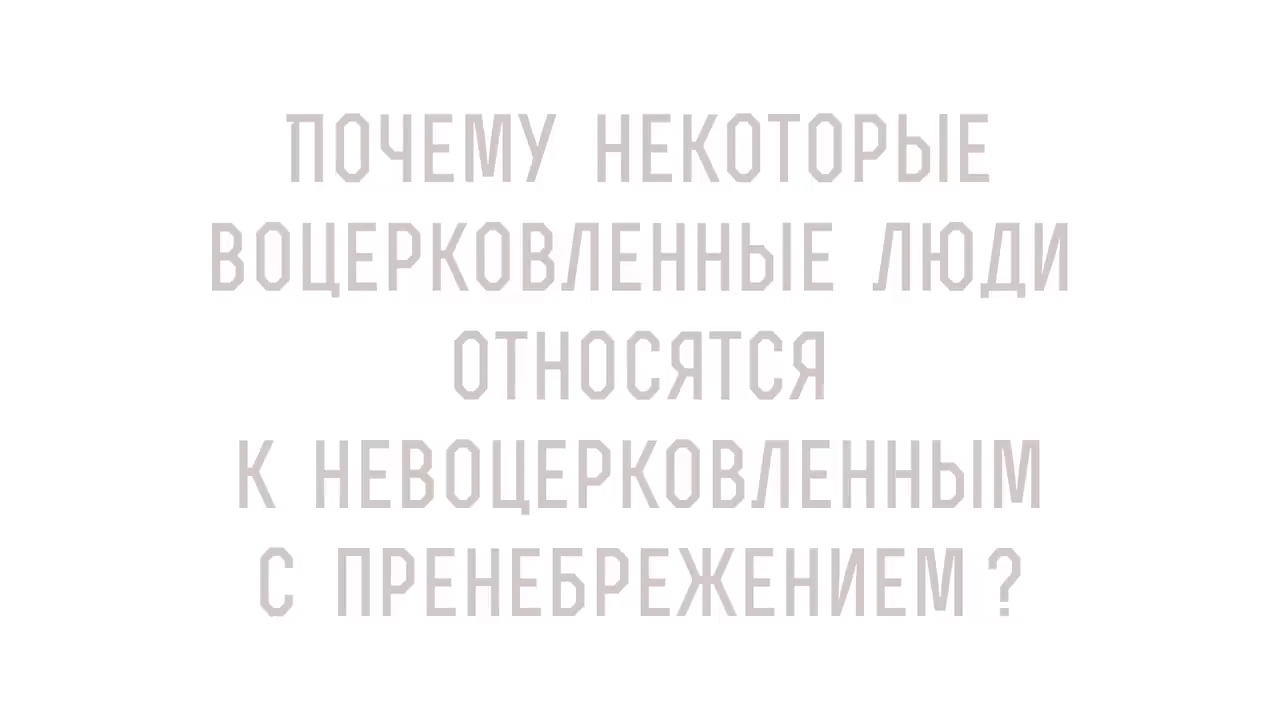 ПОЧЕМУ НЕКОТОРЫЕ
ВОЦЕРКОВЛЕННЫЕ ЛЮДИ
ОТНОСЯТСЯ
К НЕВОЦЕРКОВЛЕННЫМ
С ПРЕНЕБРЕЖЕНИЕМ ?